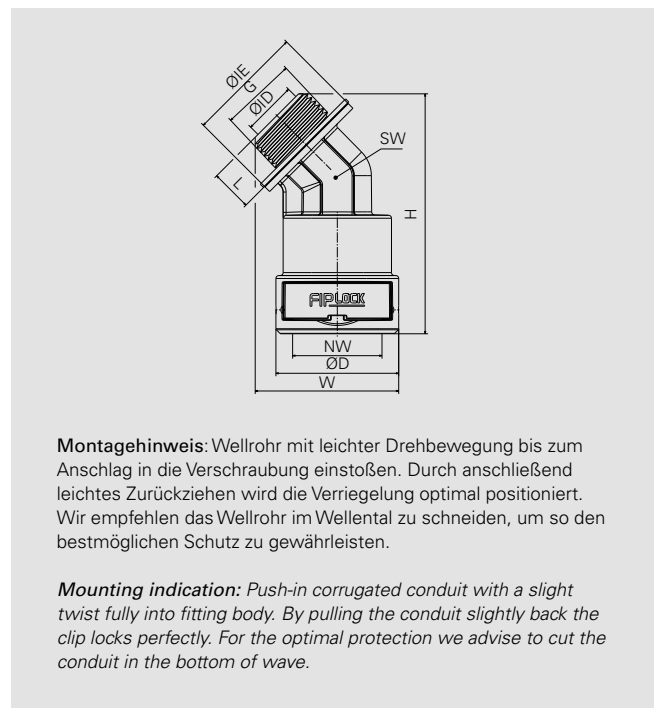 ØIE
G
ØID
L
SW
H
FIPLOCK
NW
ØD
W
Montagehinweis: Wellrohr mit leichter Drehbewegung bis zum
Anschlag in die Verschraubung einstoßen. Durch anschließend
leichtes Zurückziehen wird die Verriegelung optimal positioniert.
Wir empfehlen das Wellrohr im Wellental zu schneiden, um so den
bestmöglichen Schutz zu gewährleisten.
Mounting indication: Push-in corrugated conduit with a slight
twist fully into fitting body. By pulling the conduit slightly back the
clip locks perfectly. For the optimal protection we advise to cut the
conduit in the bottom of wave.